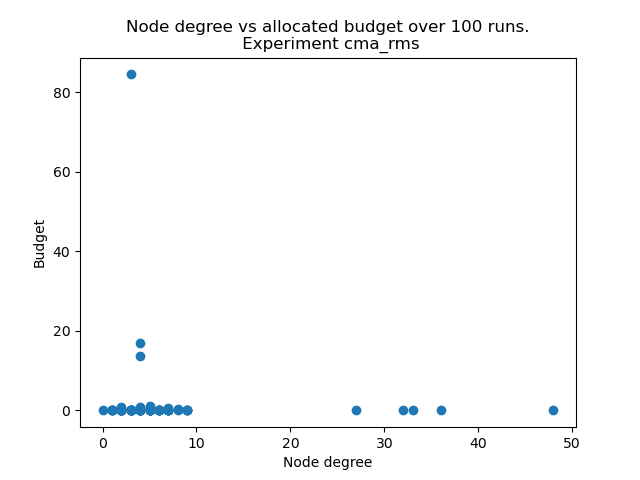 Node degree vs allocated budget over 100 runs.
Experiment cma_rms
80
60
40
20
0
Budget
0 10 20 30 40 50
Node degree